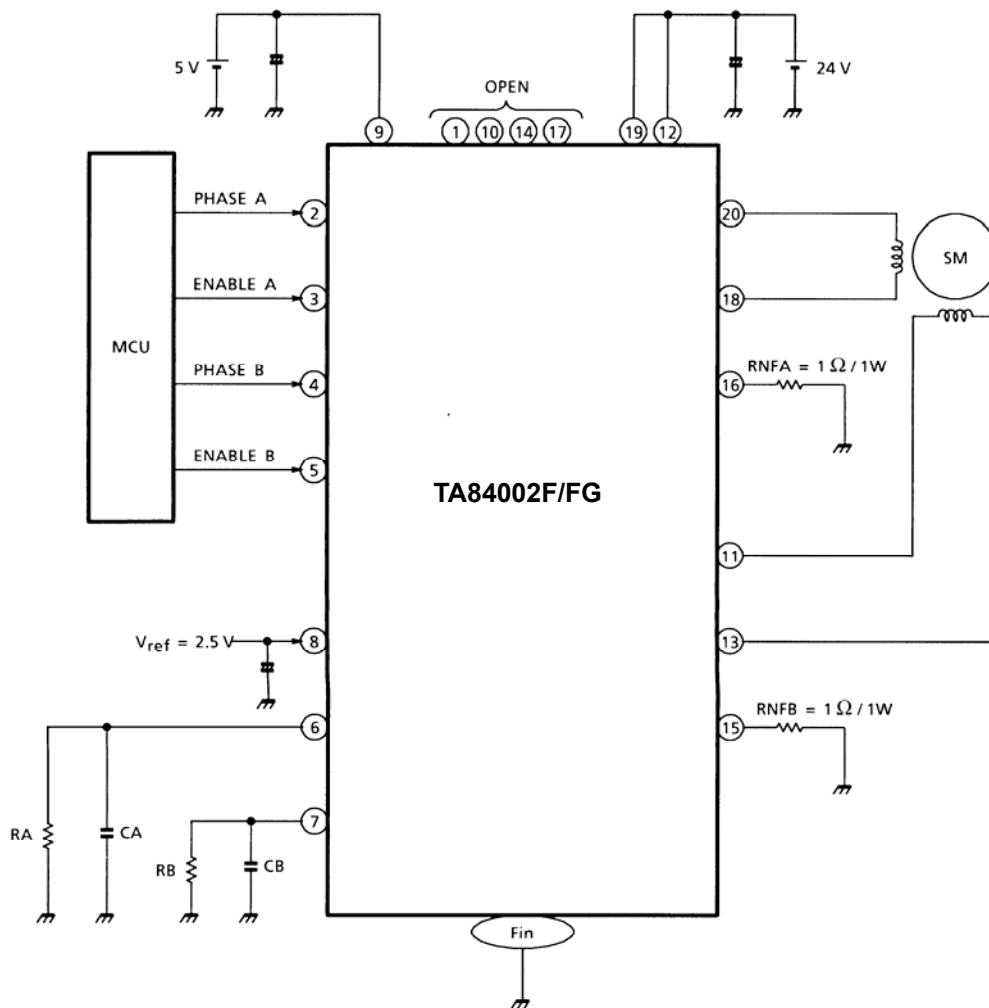 5 V
24 V
OPEN
9
1
10
14
17
19
12
PHASE A
2
20
SM
ENABLE A
3
18
MCU
RNFA = 1 Ω / 1W
PHASE B
4
16
ENABLE B
5
TA84002F/FG
11
Vref = 2.5 V
8
13
RNFB = 1 Ω / 1W
6
15
RA
CA
7
RB
CB
Fin